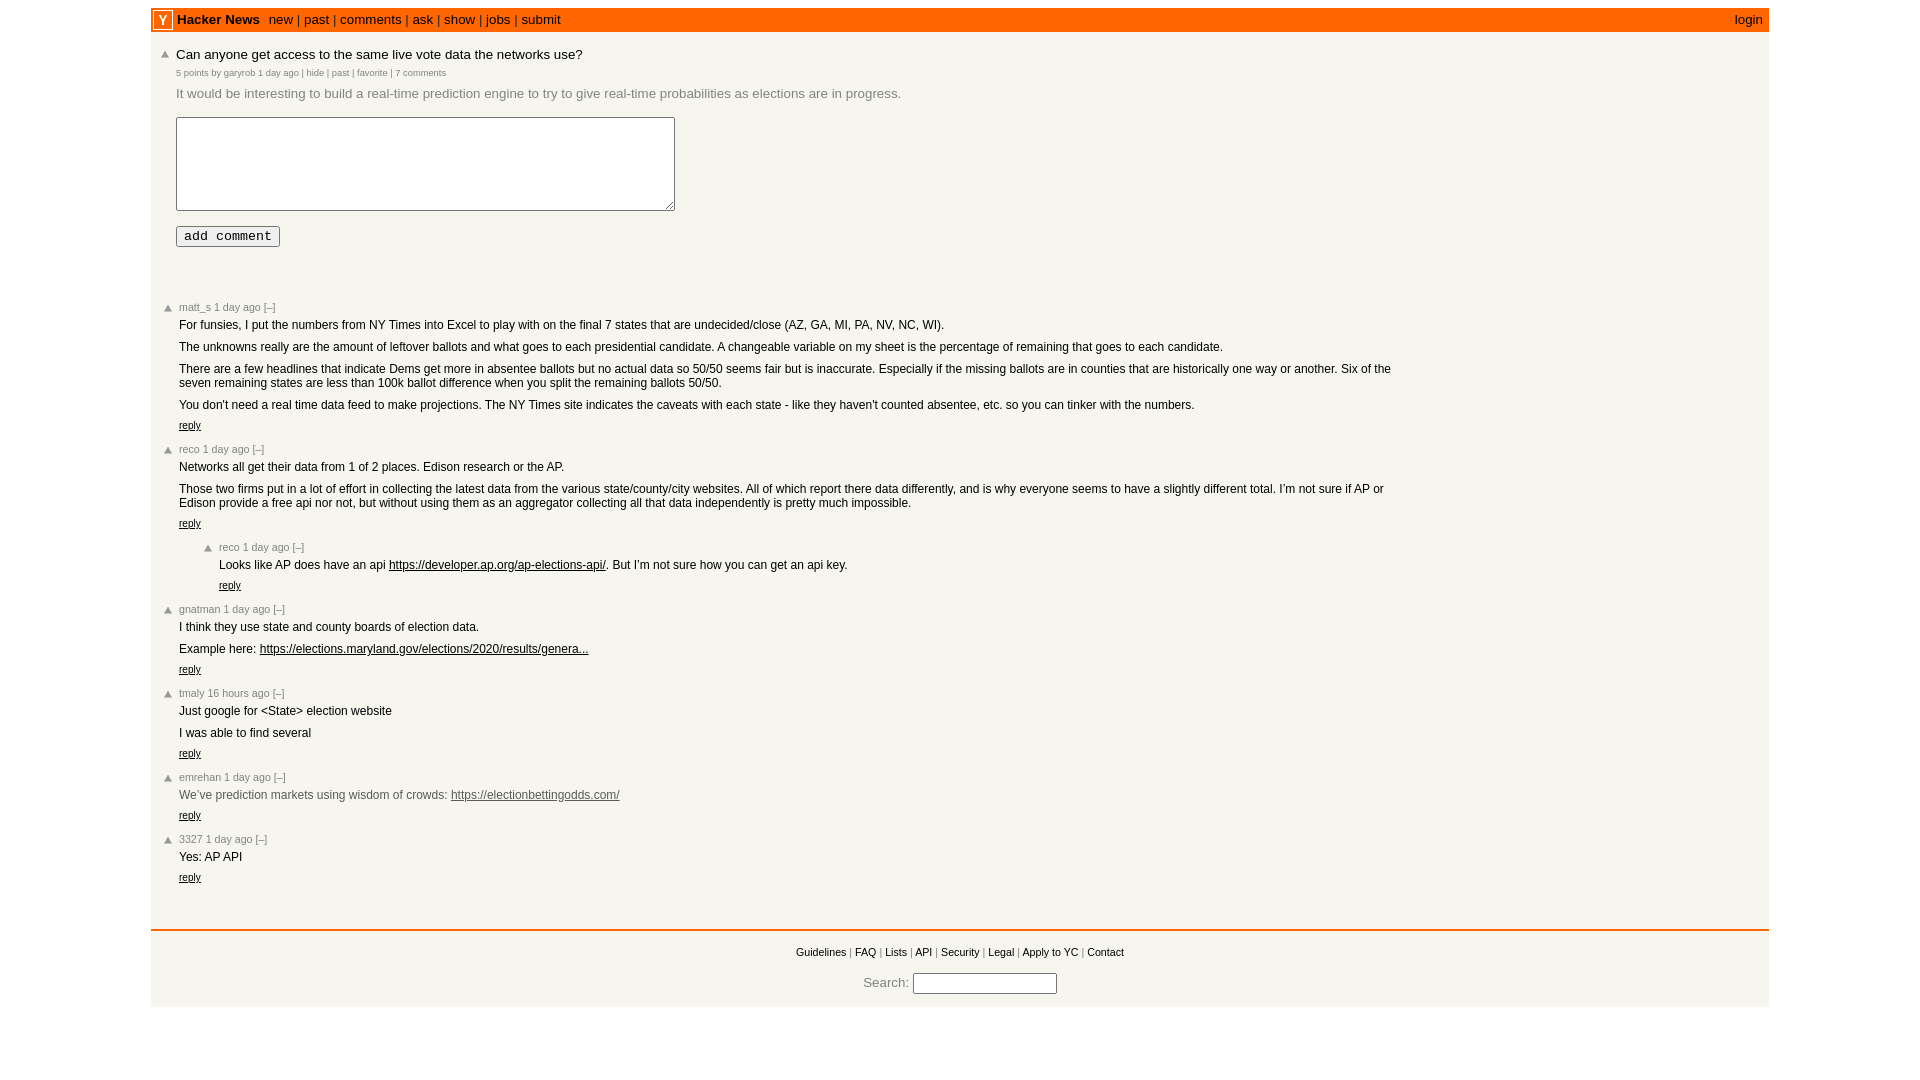 Y Hacker News new | past | comments | ask | show | jobs | submit login
Can anyone get access to the same live vote data the networks use?
5 points by garyrob 1 day ago | hide | past | favorite | 7 comments
It would be interesting to build a real-time prediction engine to try to give real-time probabilities as elections are in progress.
add comment
matt_s 1 day ago [–]
For funsies, I put the numbers from NY Times into Excel to play with on the final 7 states that are undecided/close (AZ, GA, MI, PA, NV, NC, WI).
The unknowns really are the amount of leftover ballots and what goes to each presidential candidate. A changeable variable on my sheet is the percentage of remaining that goes to each candidate.
There are a few headlines that indicate Dems get more in absentee ballots but no actual data so 50/50 seems fair but is inaccurate. Especially if the missing ballots are in counties that are historically one way or another. Six of the
seven remaining states are less than 100k ballot difference when you split the remaining ballots 50/50.
You don't need a real time data feed to make projections. The NY Times site indicates the caveats with each state - like they haven't counted absentee, etc. so you can tinker with the numbers.
reply
reco 1 day ago [–]
Networks all get their data from 1 of 2 places. Edison research or the AP.
Those two firms put in a lot of effort in collecting the latest data from the various state/county/city websites. All of which report there data differently, and is why everyone seems to have a slightly different total. I’m not sure if AP or
Edison provide a free api nor not, but without using them as an aggregator collecting all that data independently is pretty much impossible.
reply
reco 1 day ago [–]
Looks like AP does have an api https://developer.ap.org/ap-elections-api/. But I’m not sure how you can get an api key.
reply
gnatman 1 day ago [–]
I think they use state and county boards of election data.
Example here: https://elections.maryland.gov/elections/2020/results/genera...
reply
tmaly 16 hours ago [–]
Just google for <State> election website
I was able to find several
reply
emrehan 1 day ago [–]
We’ve prediction markets using wisdom of crowds: https://electionbettingodds.com/
reply
3327 1 day ago [–]
Yes: AP API
reply
Guidelines | FAQ | Lists | API | Security | Legal | Apply to YC | Contact
Search: